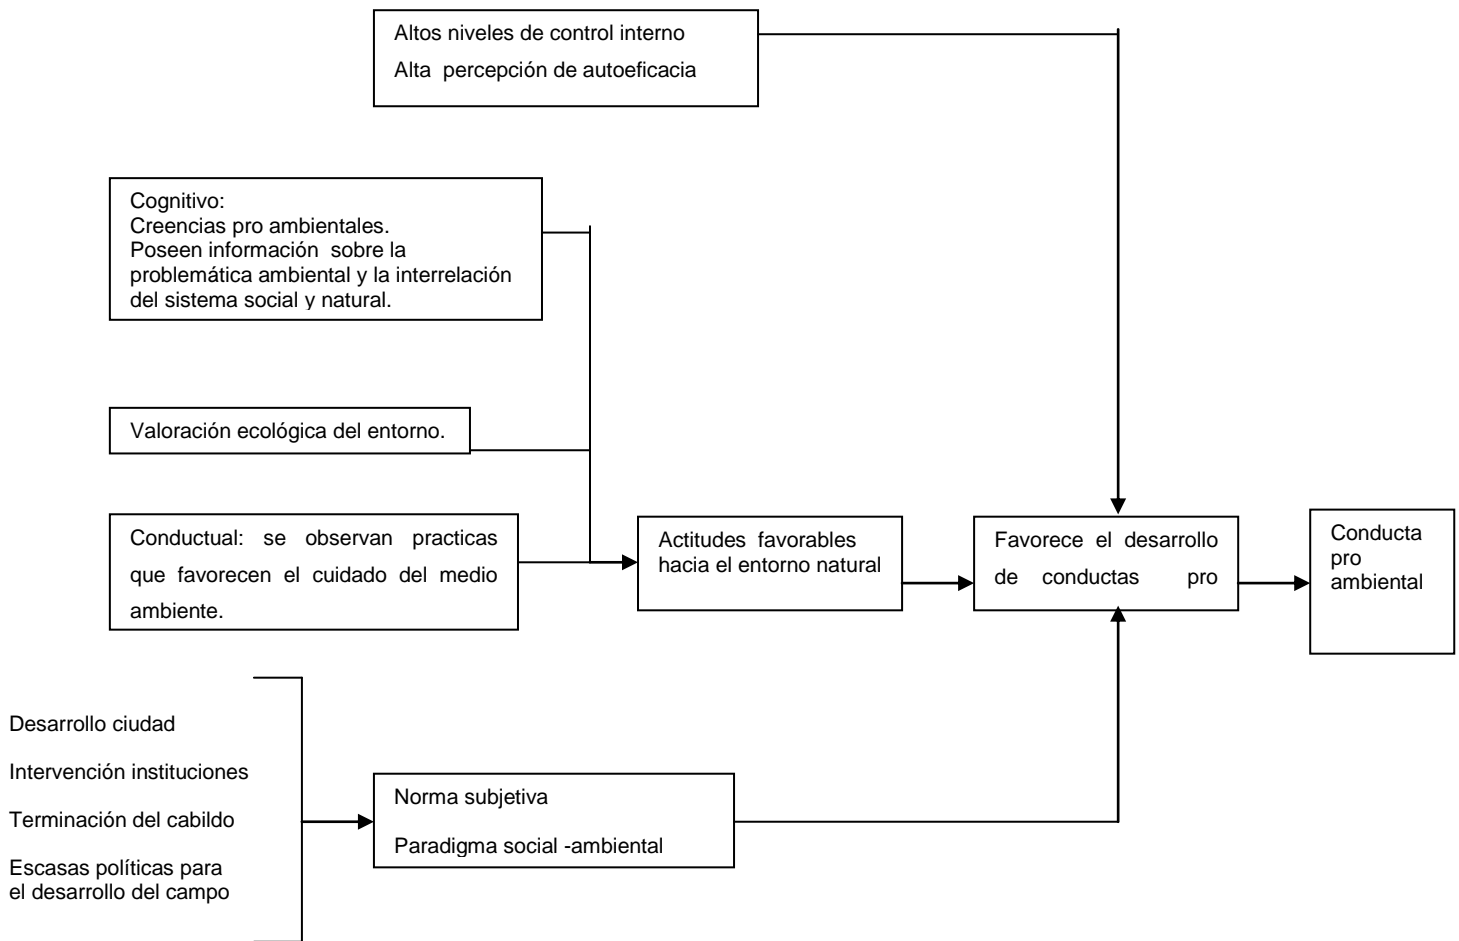 Altos niveles de control interno
Alta percepción de autoeficacia
Cognitivo:
Creencias pro ambientales.
Poseen información sobre la
problemática ambiental y la interrelación
del sistema social y natural.
Valoración ecológica del entorno.
Conductual: se observan practicas
que favorecen el cuidado del medio
ambiente.
Actitudes favorables
hacia el entorno natural
Favorece el desarrollo
de conductas pro
Conducta
pro
ambiental
Desarrollo ciudad
Intervención instituciones
Terminación del cabildo
Escasas políticas para
el desarrollo del campo
Norma subjetiva
Paradigma social -ambiental